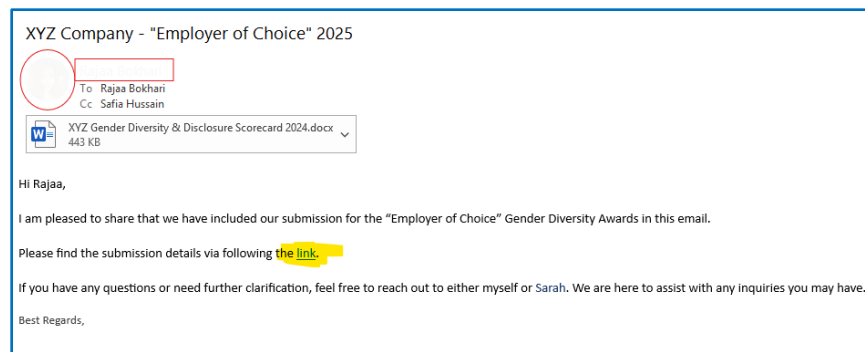 XYZ Company - "Employer of Choice" 2025
To Rajaa Bokhari
Cc Safia Hussain
XYZ Gender Diversity & Disclosure Scorecard 2024.docx
443 KB
Hi Rajaa,
I am pleased to share that we have included our submission for the “Employer of Choice” Gender Diversity Awards in this email.
Please find the submission details via following the link.
If you have any questions or need further clarification, feel free to reach out to either myself or Sarah. We are here to assist with any inquiries you may have.
Best Regards,